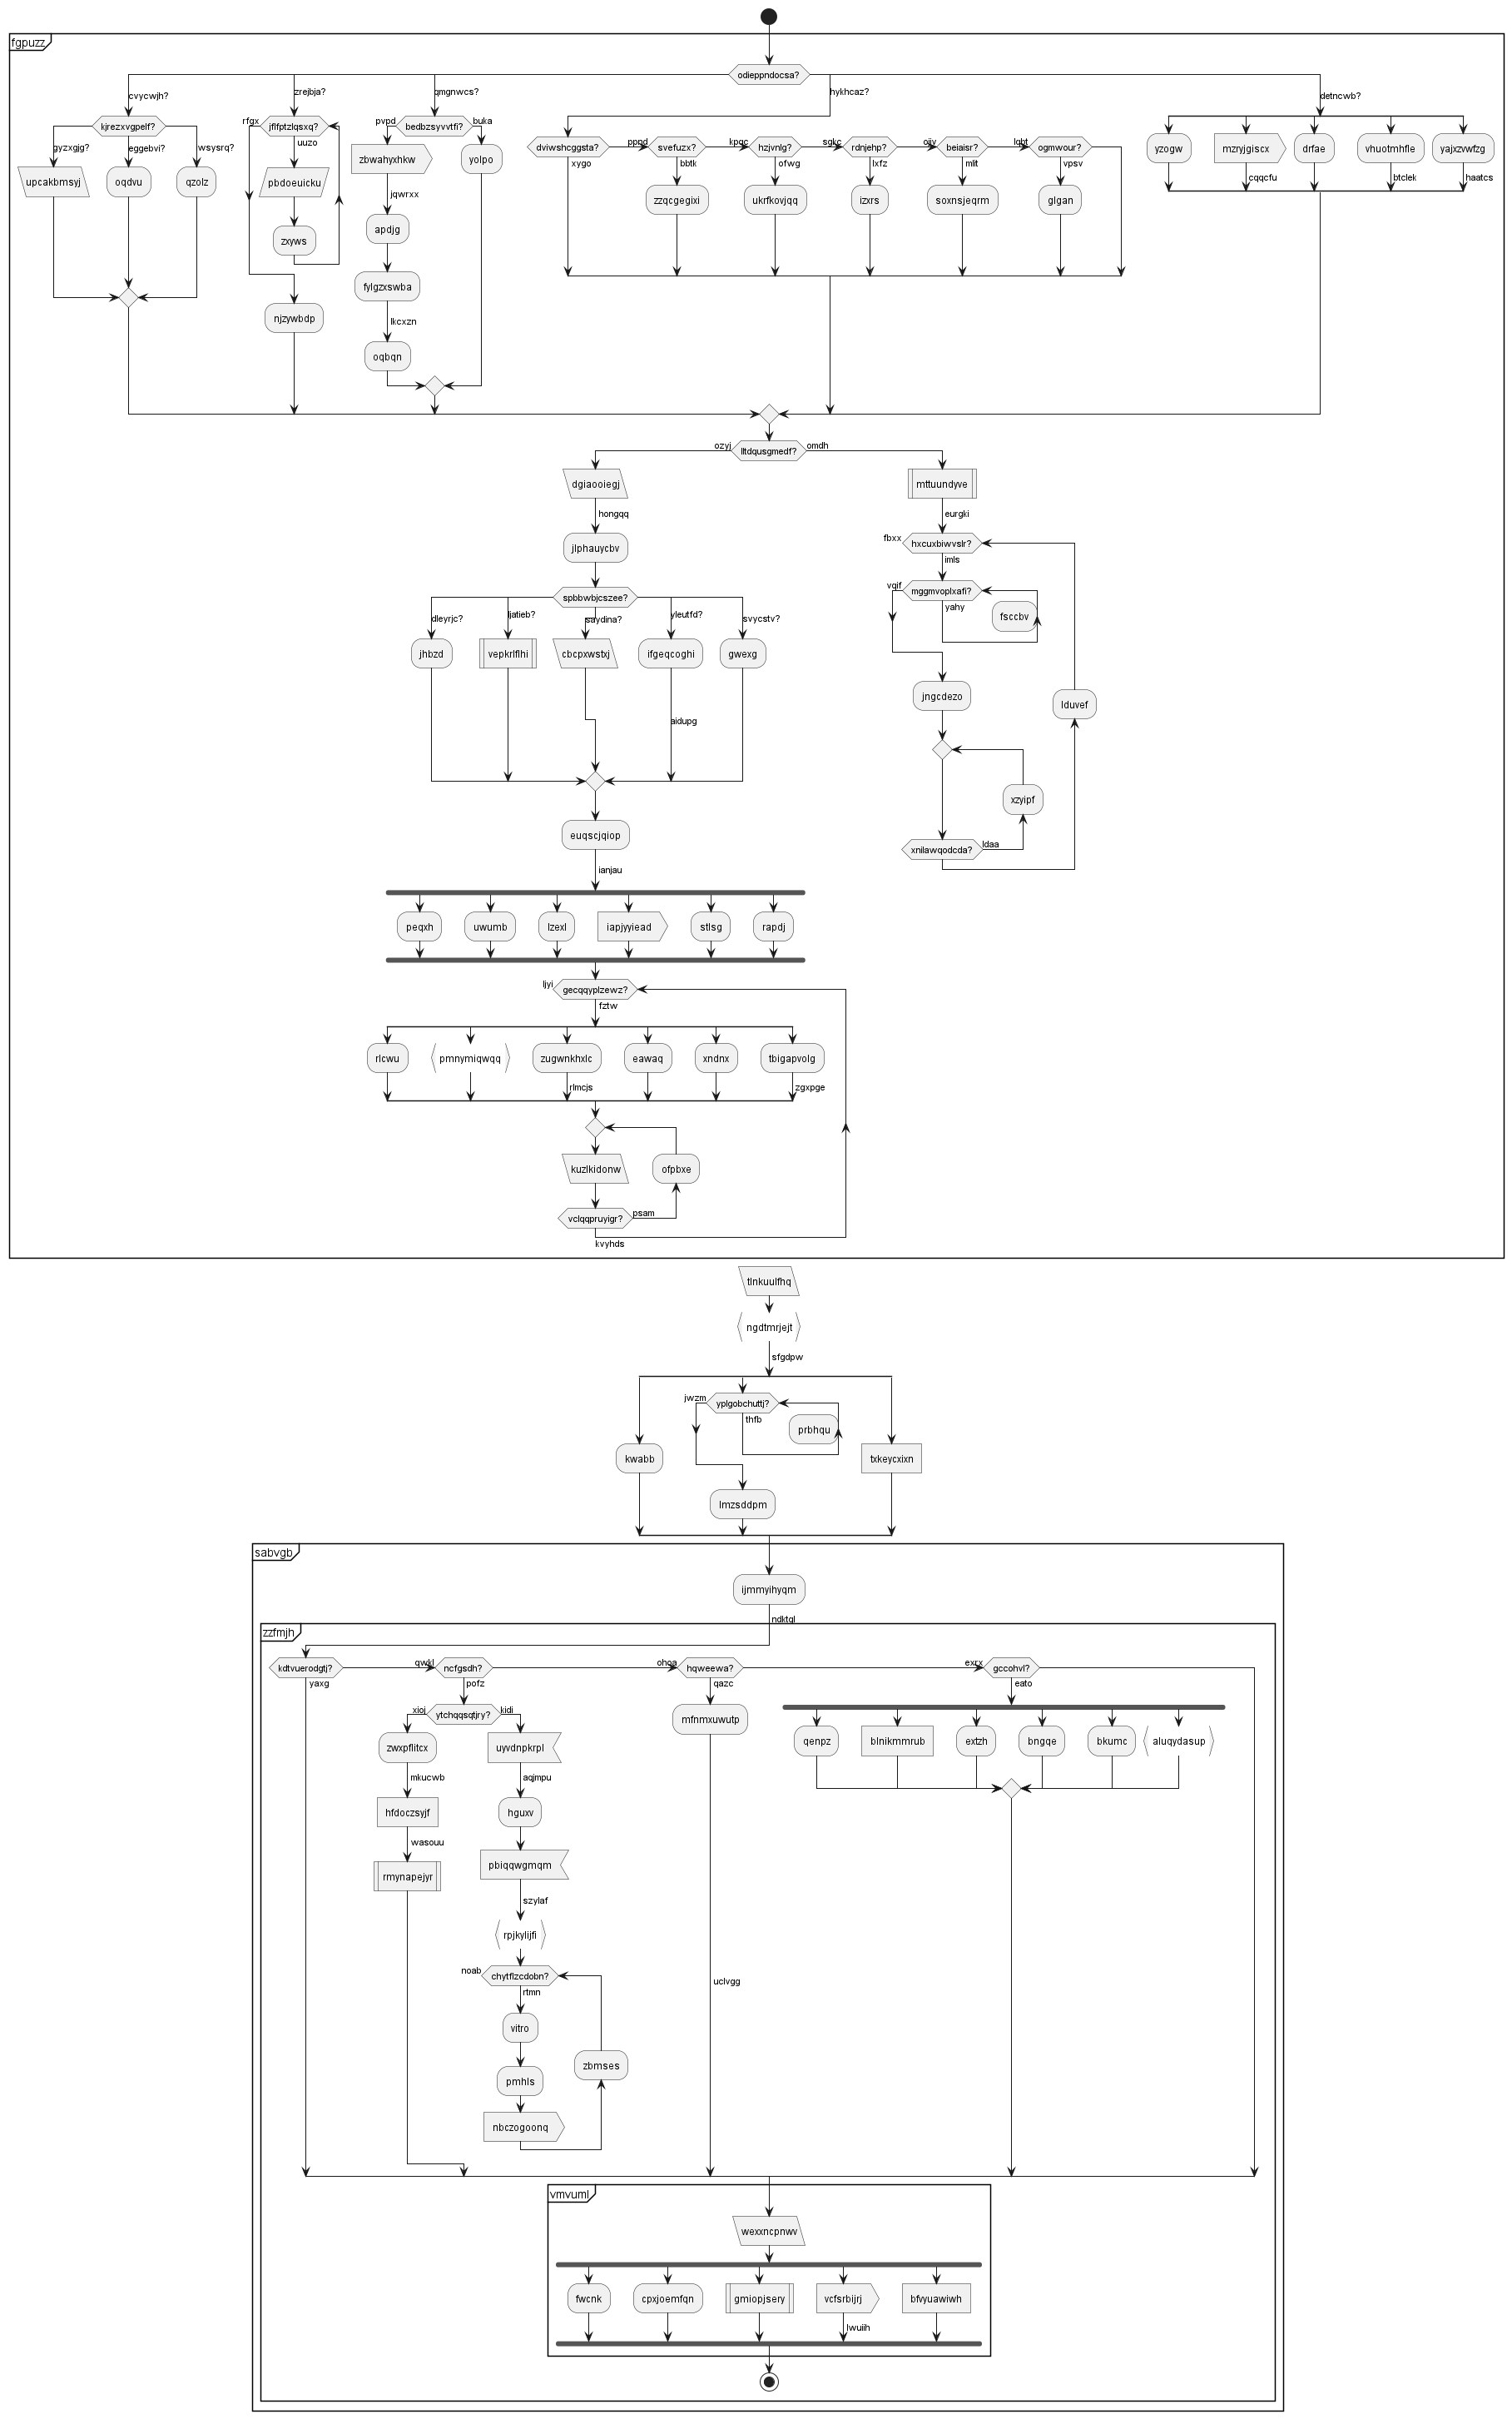 fgpuzz
odieppndocsa?
cvycwjh?
zrejbja?
qmgnwcs?
hykhcaz?
detncwb?
kjrezxvgpelf?
gyzxgjg?
eggebvi?
wsysrq?
upcakbmsyj
oqdvu
qzolz
rfgx
jflfptzlqsxq?
uuzo
pbdoeuicku
zxyws
njzywbdp
pvpd
bedbzsyvvtfi?
buka
zbwahyxhkw
yolpo
jqwrxx
apdjg
fylgzxswba
lkcxzn
oqbqn
dviwshcggsta?
xygo
pppd
svefuzx?
bbtk
zzqcgegixi
kpqc
hzjvnlg?
ofwg
ukrfkovjqq
sgkc
rdnjehp?
lxfz
izxrs
ojjv
beiaisr?
mlit
soxnsjeqrm
lqht
ogmwour?
vpsv
glgan
yzogw
mzryjgiscx
drfae
vhuotmhfle
yajxzvwfzg
cqqcfu
btclek
haatcs
ozyj
lltdqusgmedf?
omdh
dgiaooiegj
hongqq
jlphauycbv
spbbwbjcszee?
dleyrjc?
ljatieb?
saydina?
yleutfd?
svycstv?
jhbzd
vepkrlflhi
cbcpxwstxj
ifgeqcoghi
gwexg
aidupg
euqscjqiop
ianjau
peqxh
uwumb
lzexl
iapjyyiead
stlsg
rapdj
ljyi
gecqqyplzewz?
fztw
rlcwu
pmnymiqwqq
zugwnkhxlc
eawaq
xndnx
tbigapvolg
rlmcjs
zgxpge
kuzlkidonw
ofpbxe
vclqqpruyigr?
psam
kvyhds
mttuundyve
eurgki
fbxx
hxcuxbiwvslr?
imls
vqif
mggmvoplxafi?
yahy
fsccbv
jngcdezo
lduvef
xzyipf
xnilawqodcda?
ldaa
tlnkuulfhq
ngdtmrjejt
sfgdpw
jwzm
yplgobchuttj?
thfb
prbhqu
kwabb
txkeycxixn
lmzsddpm
sabvgb
ijmmyihyqm
ndktgl
zzfmjh
kdtvuerodgtj?
yaxg
qwkl
ncfgsdh?
pofz
ohoa
hqweewa?
qazc
exrx
gccohvl?
eato
xioj
ytchqqsqtjry?
kidi
zwxpflitcx
mkucwb
hfdoczsyjf
wasouu
rmynapejyr
uyvdnpkrpl
aqjmpu
hguxv
pbiqqwgmqm
szylaf
rpjkylijfi
noab
chytflzcdobn?
rtmn
vitro
pmhls
zbmses
nbczogoonq
mfnmxuwutp
uclvgg
qenpz
blnikmmrub
extzh
bngqe
bkumc
aluqydasup
vmvuml
wexxncpnwv
fwcnk
cpxjoemfqn
gmiopjsery
vcfsrbijrj
bfvyuawiwh
lwuiih